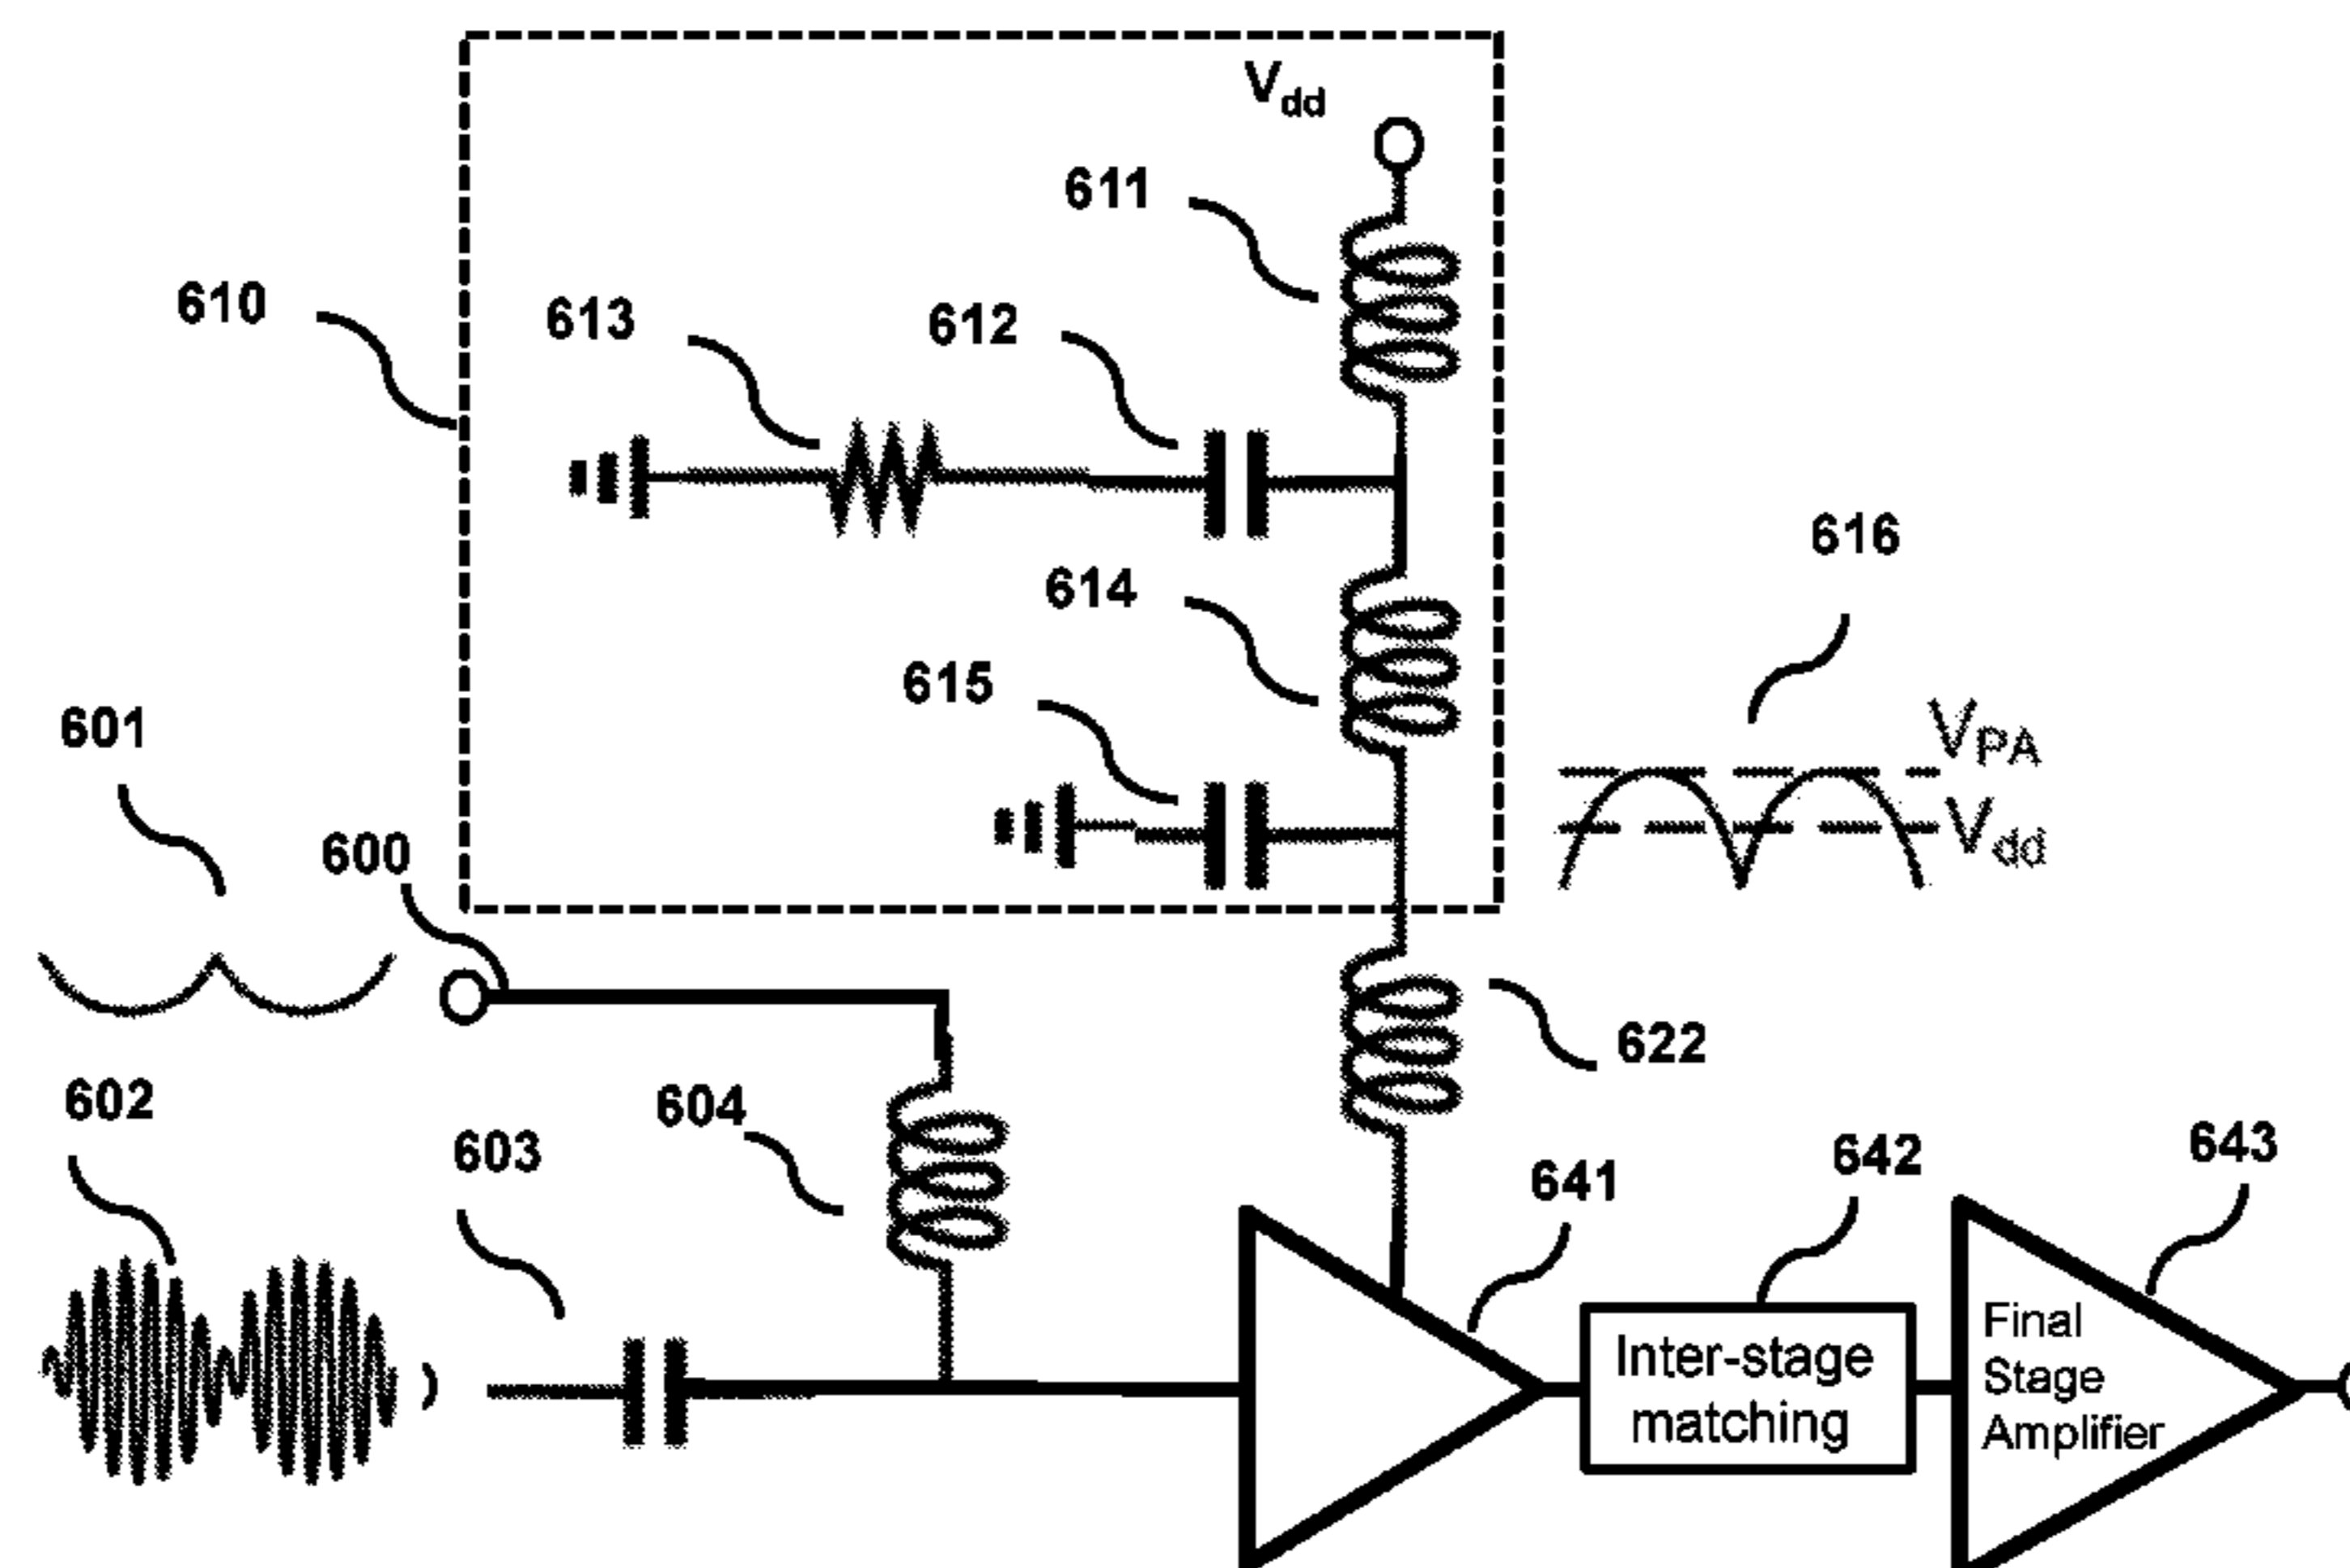 Vdd
611
610
613
612
616
614
615
601
VPA
600
Vdd
622
602
604
603
641
642
643
Final
Stage
Amplifier
Inter-stage
matching